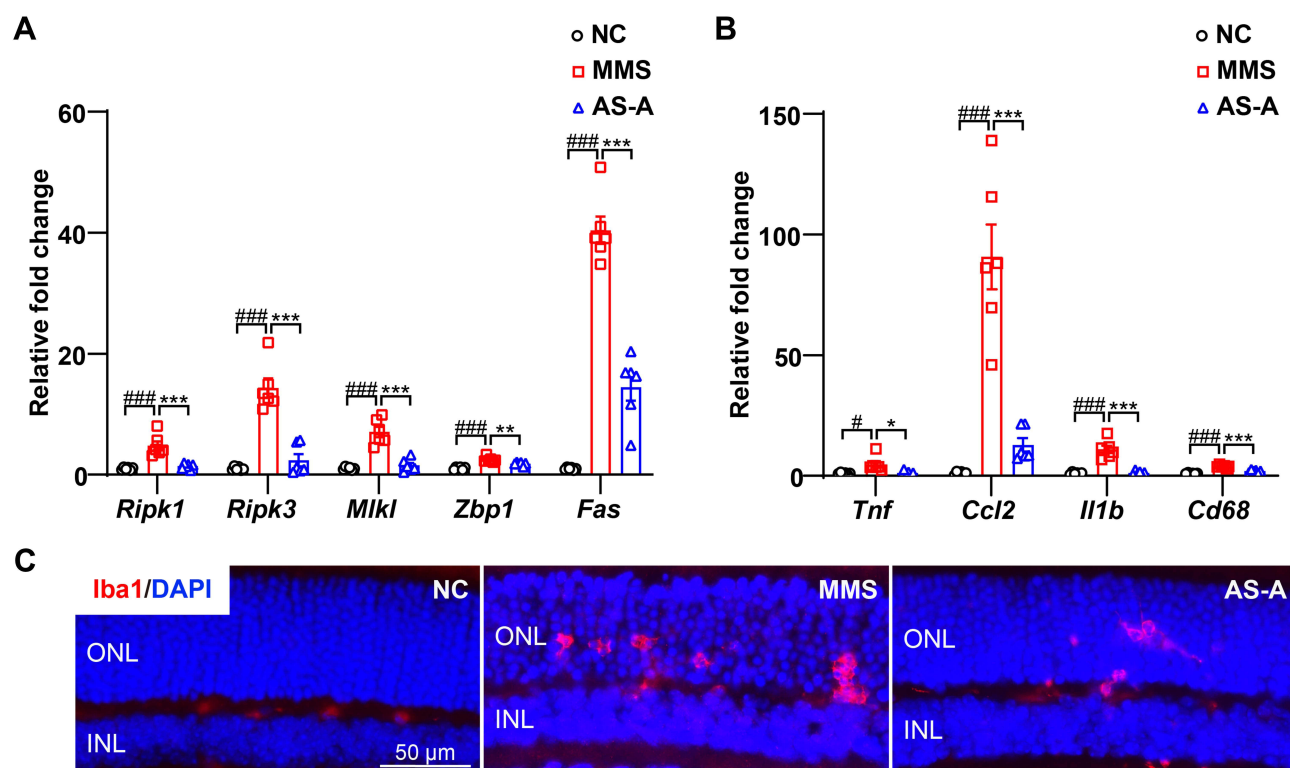 A
NC
MMS
AS-A
Relative fold change
60
40
20
0
### ***
### ***
### ***
### **
### ***
Ripk1 Ripk3 Mlkl Zbp1 Fas
B
NC
MMS
AS-A
Relative fold change
150
100
50
0
# *
### ***
### ***
### ***
Tnf Ccl2 Il1b Cd68
C
Iba1/DAPI
NC
ONL
INL
50 µm
MMS
ONL
INL
AS-A
ONL
INL